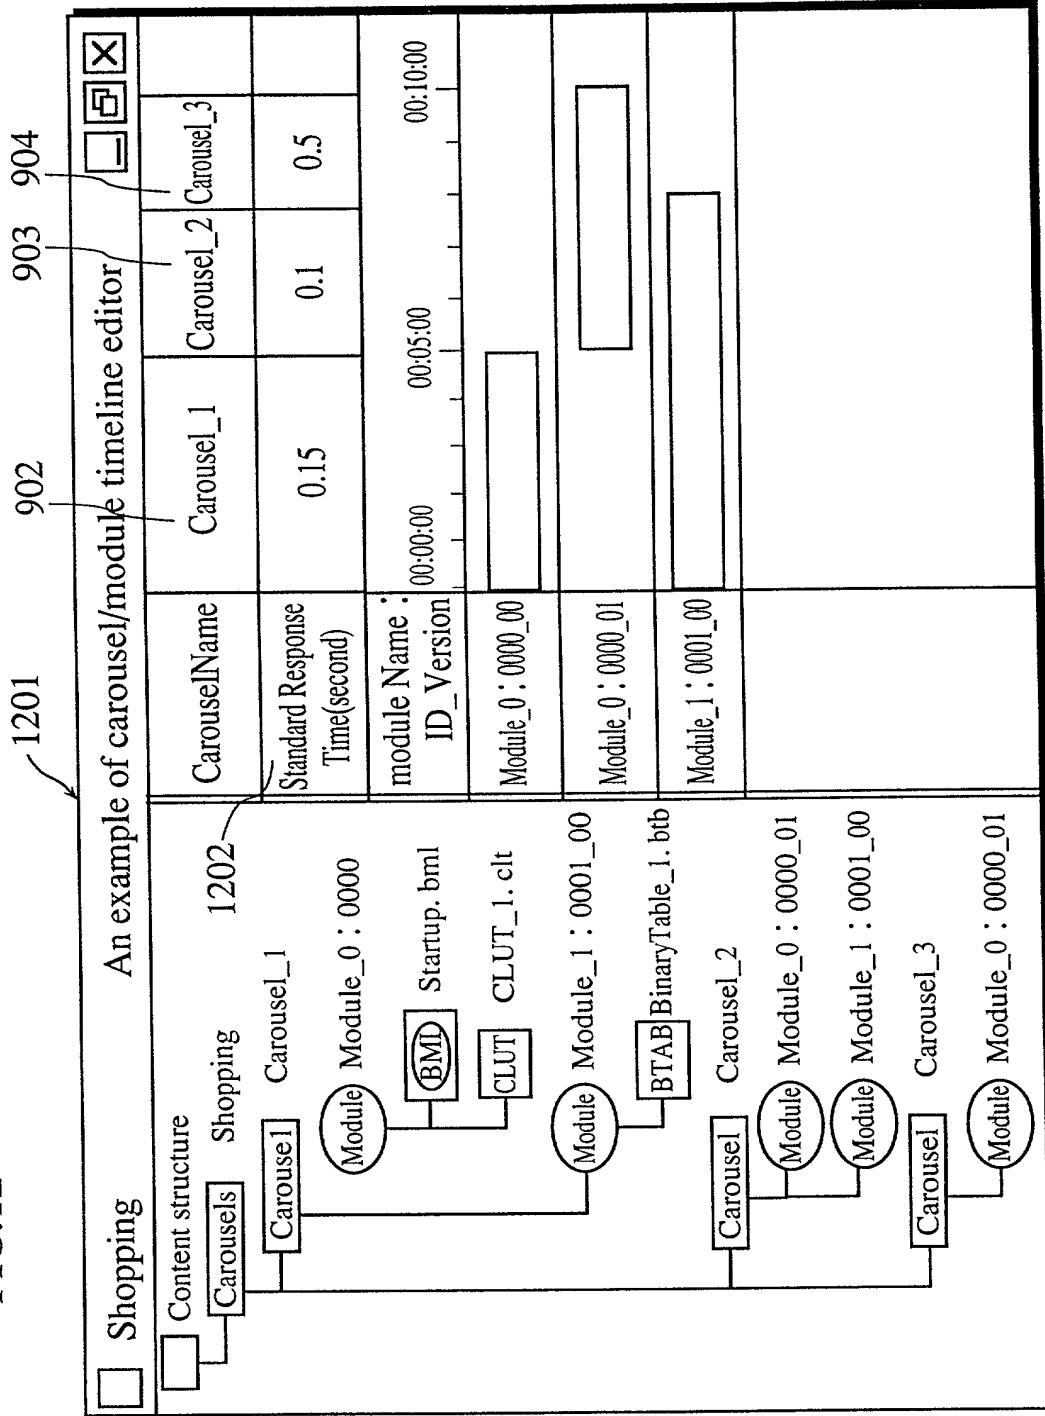 1201
902
903
904
Shopping
An example of carousel/module timeline editor
Content structure
Carousels
Shopping
1202
Carousel
Carousel_1
Module
Module_0 : 0000
BML
Startup. bml
CLUT
CLUT_1. clt
Module
Module_1 : 0001_00
BTAB
BinaryTable_1. btb
Carousel
Carousel_2
Module
Module_0 : 0000_01
Module
Module_1 : 0001_00
Carousel
Carousel_3
Module
Module_0 : 0000_01
CarouselName
Carousel_1
Carousel_2
Carousel_3
Standard Response
Time(second)
0.15
0.1
0.5
module Name :
ID_Version
00:00:00
00:05:00
00:10:00
Module_0 : 0000_00
Module_0 : 0000_01
Module_1 : 0001_00